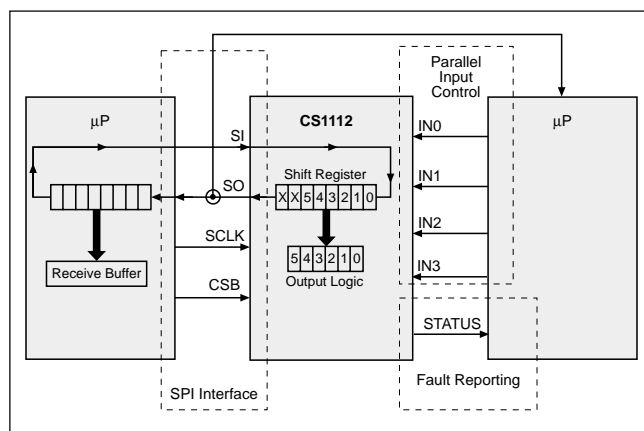 Parallel
Input
Control
µP
CS1112
µP
SI
IN0
SO
Shift Register
X X 5 4 3 2 1 0
IN1
SCLK
IN2
Receive Buffer
5 4 3 2 1 0
Output Logic
CSB
IN3
STATUS
SPI Interface
Fault Reporting